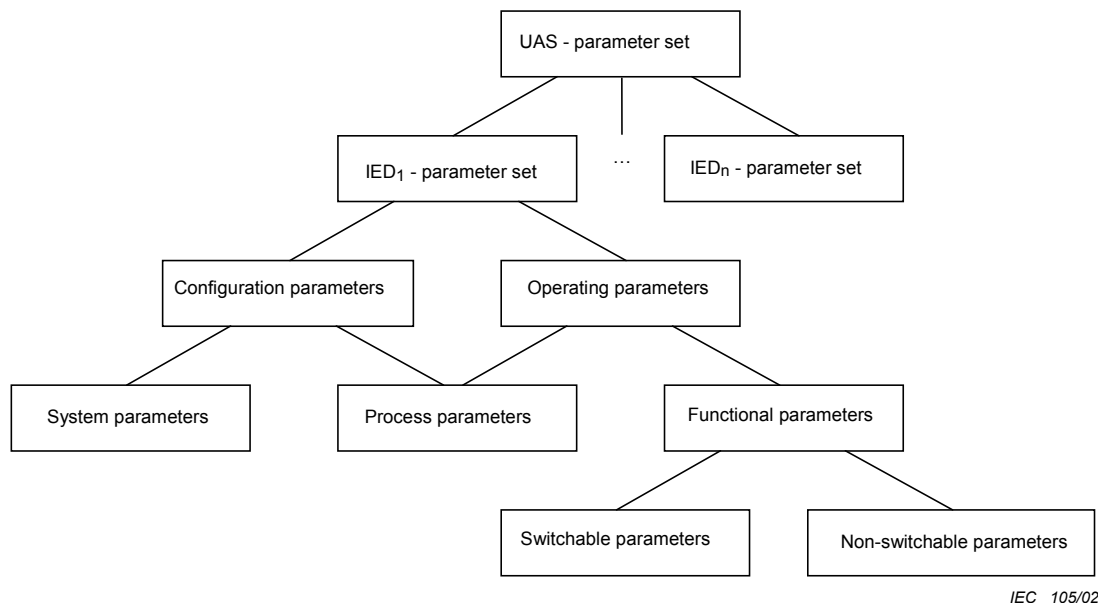 UAS - parameter set
IED1 - parameter set
...
IEDn - parameter set
Configuration parameters
Operating parameters
System parameters
Process parameters
Functional parameters
Switchable parameters
Non-switchable parameters
IEC 105/02